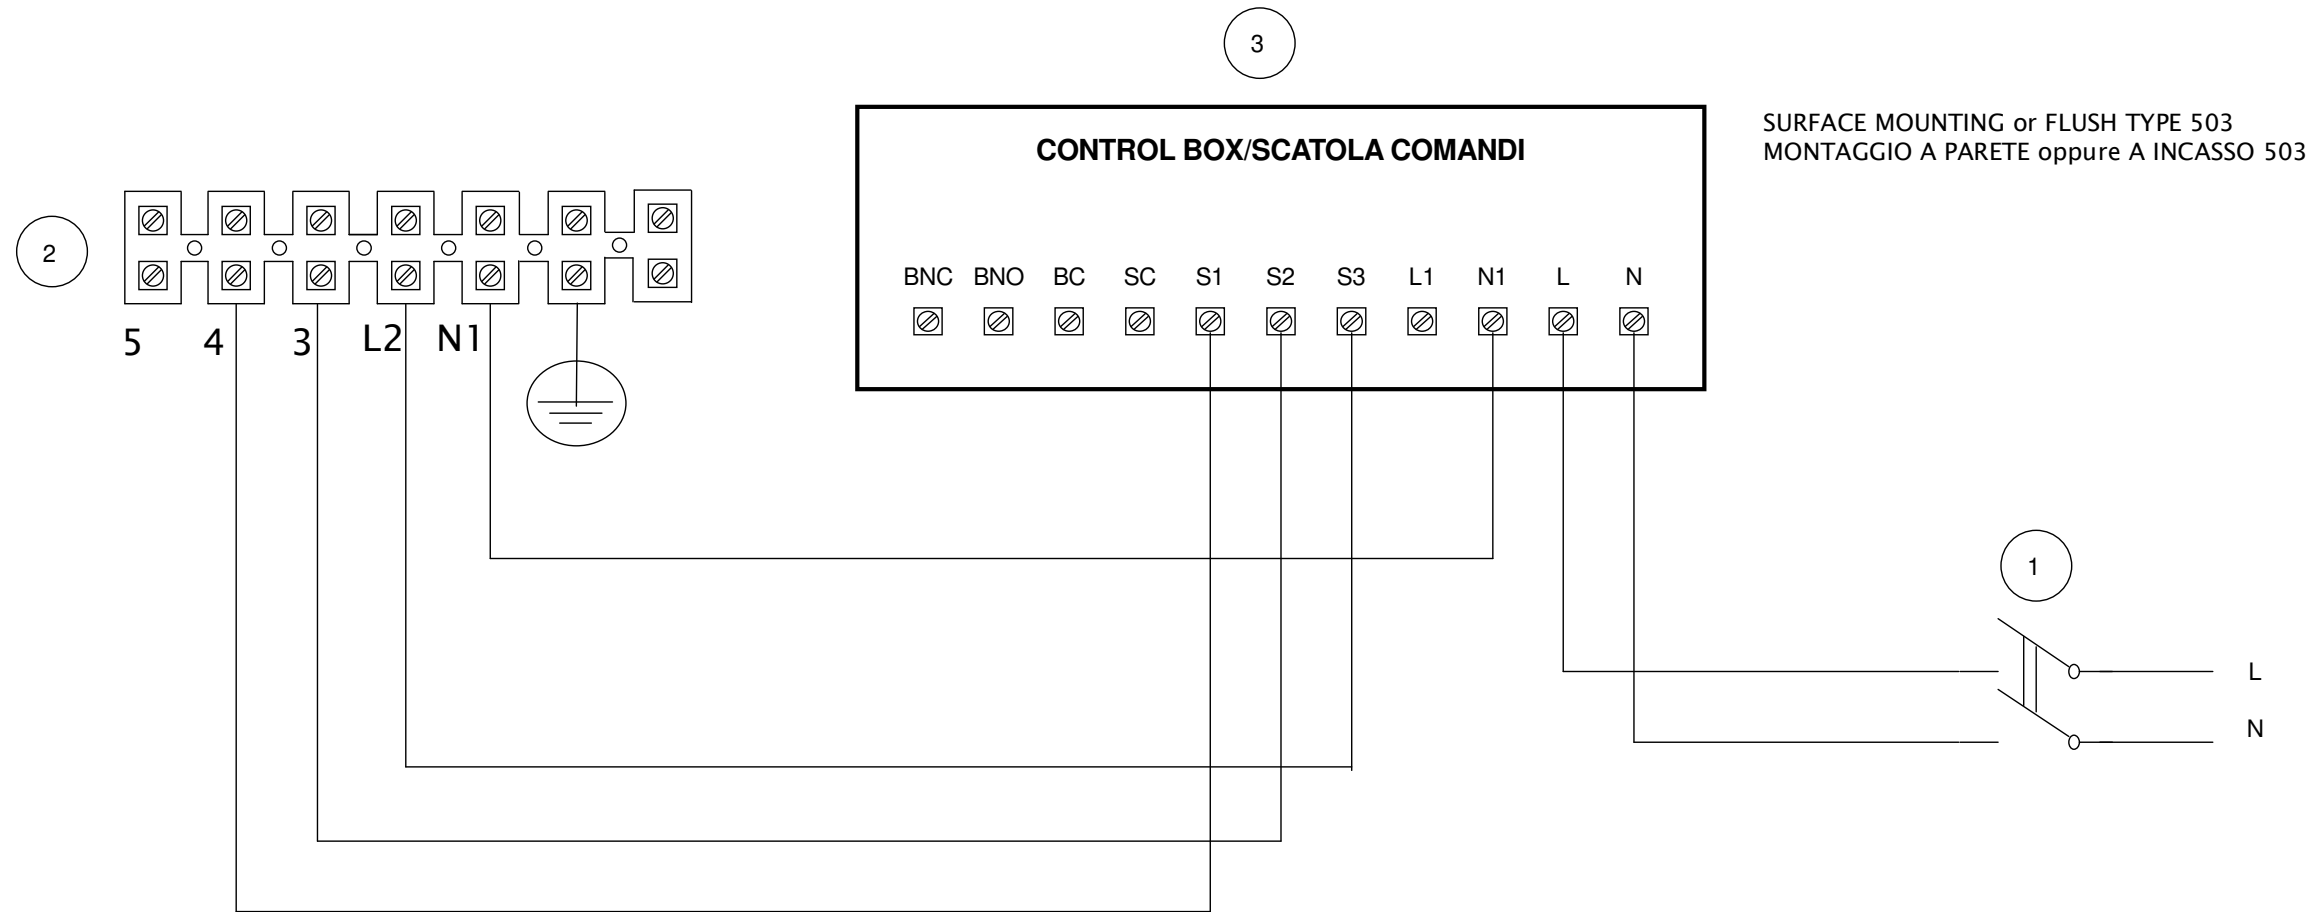 3
CONTROL BOX/SCATOLA COMANDI
SURFACE MOUNTING or FLUSH TYPE 503
MONTAGGIO A PARETE oppure A INCASSO 503
2
BNC BNO BC SC S1 S2 S3 L1 N1 L N
5 4 3 L2 N1
1
L
N